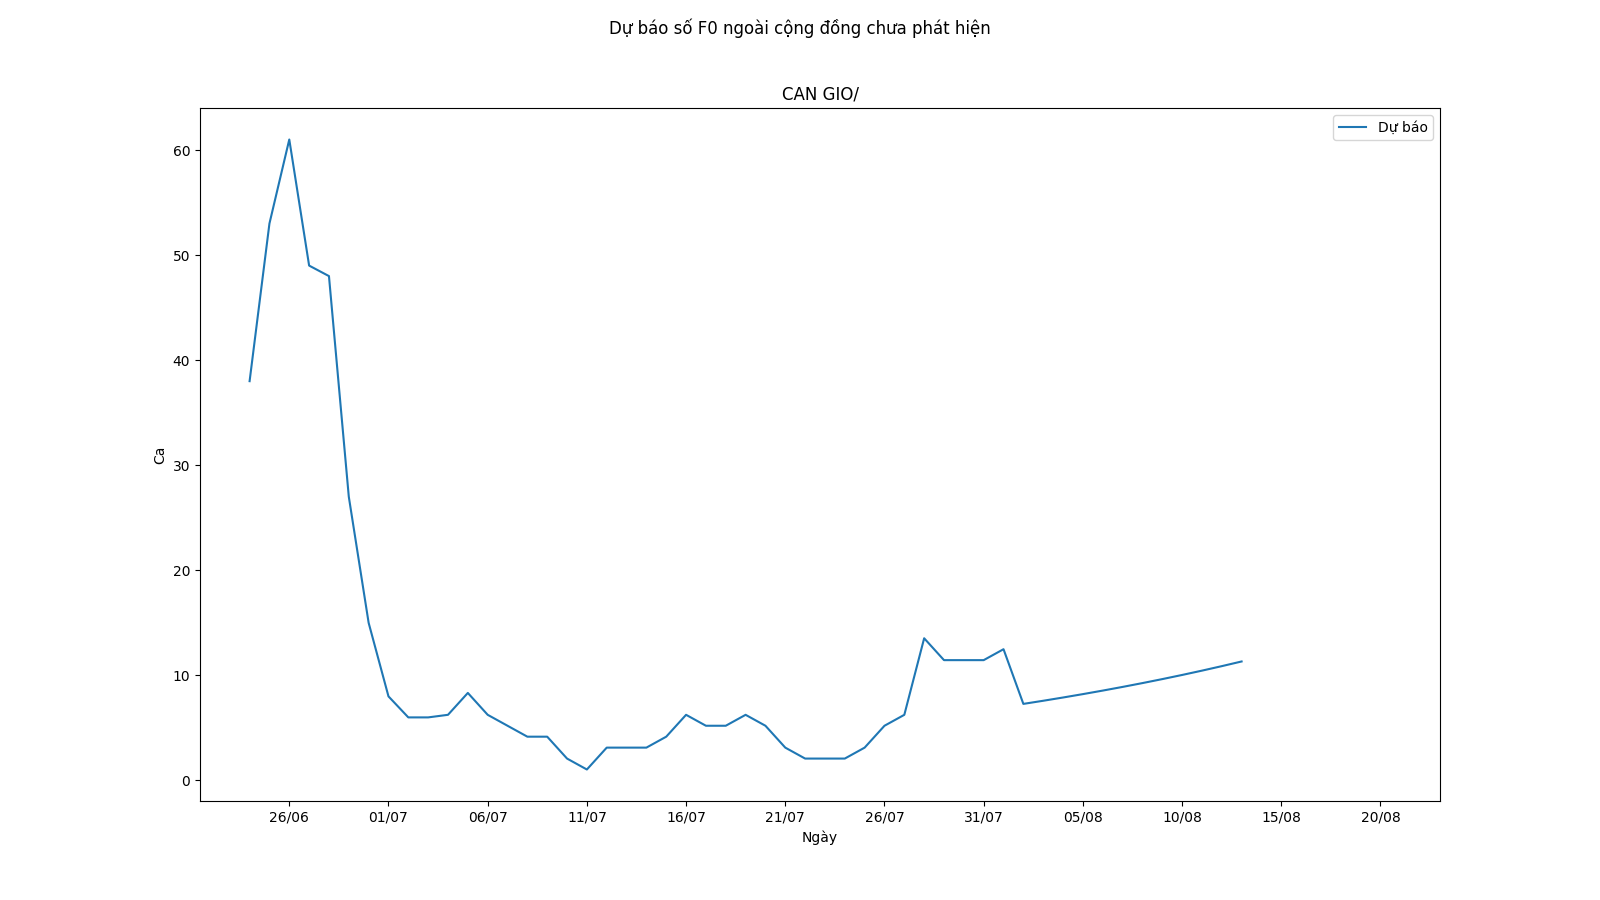 Dự báo số F0 ngoài cộng đồng chưa phát hiện
CAN GIO/
Dự báo
60
50
40
30
20
10
0
Ca
26/06 01/07 06/07 11/07 16/07 21/07 26/07 31/07 05/08 10/08 15/08 20/08
Ngày